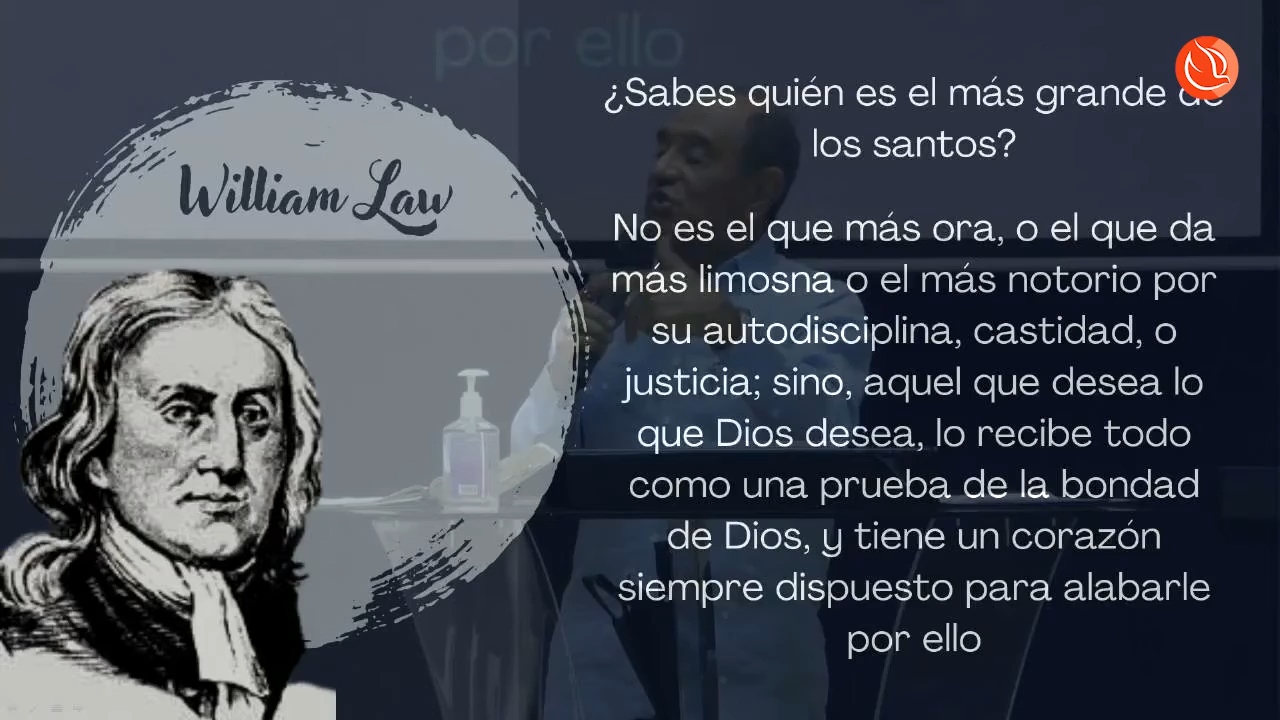 por ello
William Law
¿Sabes quién es el más grande de
los santos?
No es el que más ora, o el que da
más limosna o el más notorio por
su autodisciplina, castidad, o
justicia; sino, aquel que desea lo
que Dios desea, lo recibe todo
como una prueba de la bondad
de Dios, y tiene un corazón
siempre dispuesto para alabarle
por ello